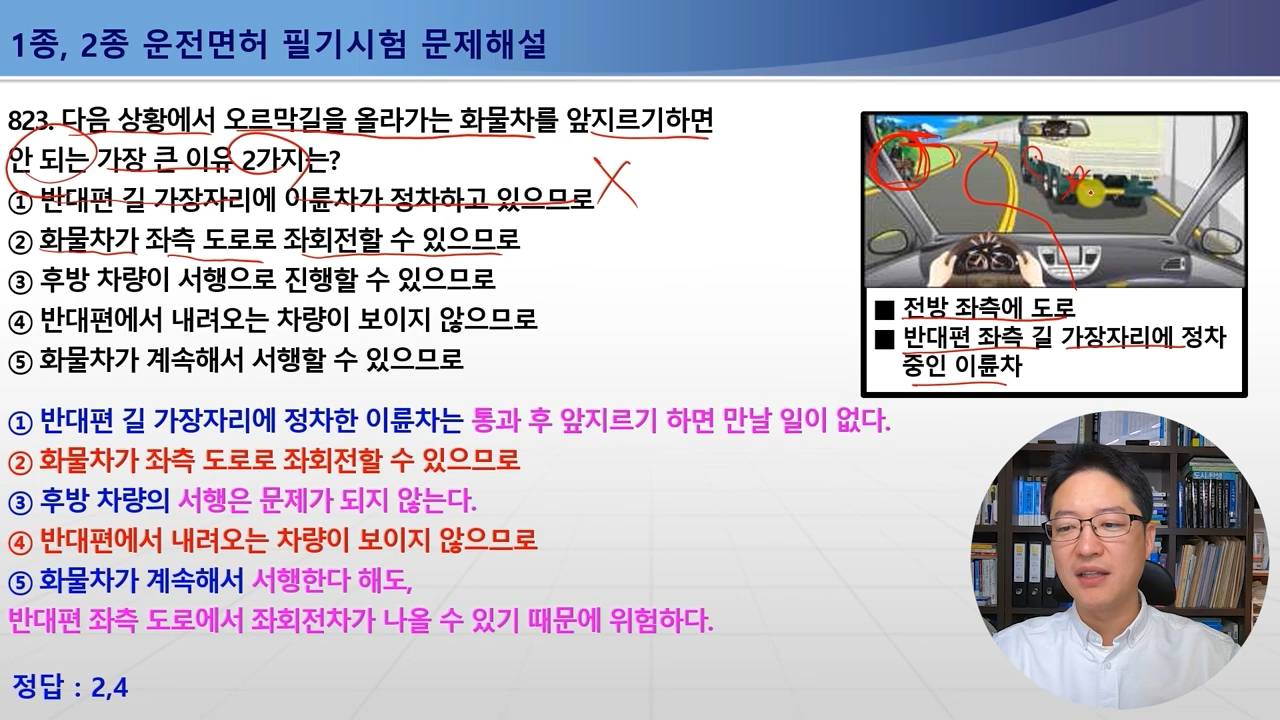 1종, 2종 운전면허 필기시험 문제해설
823. 다음 상황에서 오르막길을 올라가는 화물차를 앞지르기하면
안 되는 가장 큰 이유 2가지는?
① 반대편 길 가장자리에 이륜차가 정차하고 있으므로
② 화물차가 좌측 도로로 좌회전할 수 있으므로
③ 후방 차량이 서행으로 진행할 수 있으므로
④ 반대편에서 내려오는 차량이 보이지 않으므로
⑤ 화물차가 계속해서 서행할 수 있으므로
■ 전방 좌측에 도로
■ 반대편 좌측 길 가장자리에 정차
중인 이륜차
① 반대편 길 가장자리에 정차한 이륜차는 통과 후 앞지르기 하면 만날 일이 없다.
② 화물차가 좌측 도로로 좌회전할 수 있으므로
③ 후방 차량의 서행은 문제가 되지 않는다.
④ 반대편에서 내려오는 차량이 보이지 않으므로
⑤ 화물차가 계속해서 서행한다 해도,
반대편 좌측 도로에서 좌회전차가 나올 수 있기 때문에 위험하다.
정답 : 2,4